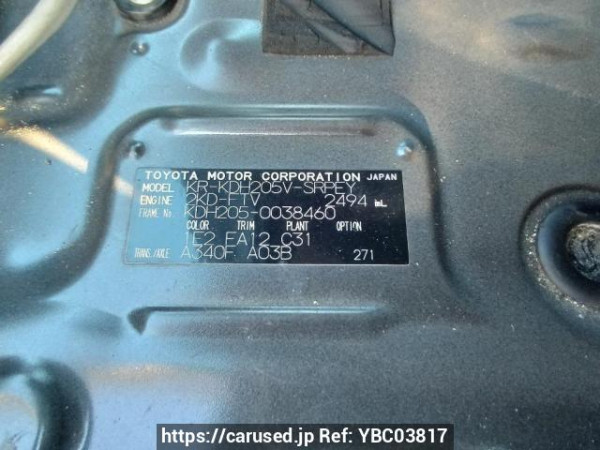 TOYOTA MOTOR CORPORATION JAPAN
MODEL KR-KDH205V-SRPEY
ENGINE 2KD-FTV 2494 mL
FRAME No. KDH205-0038460
COLOR TRIM PLANT OPTION
1E2 EA12 C31
TRANS./AXLE A340F A03B 271
https://carused.jp Ref: YBC03817